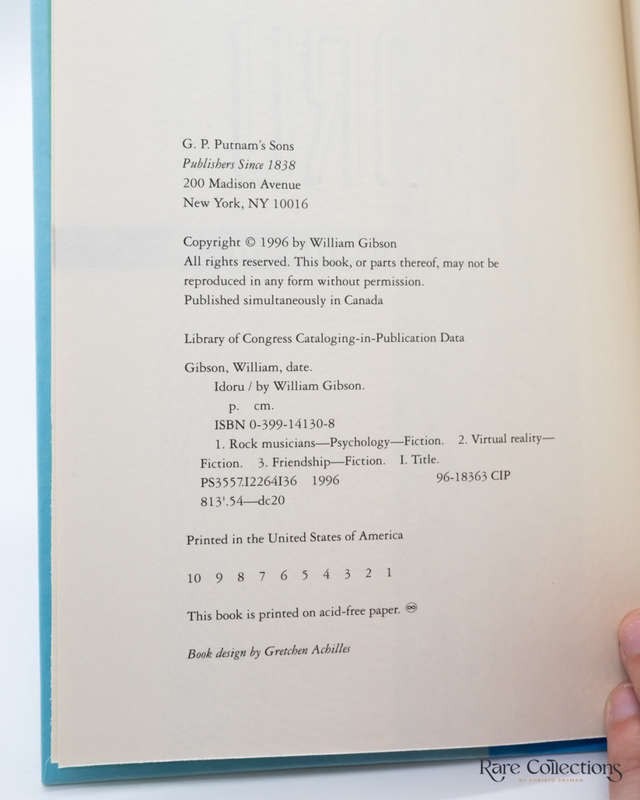 G. P. Putnam's Sons
Publishers Since 1838
200 Madison Avenue
New York, NY 10016
Copyright © 1996 by William Gibson
All rights reserved. This book, or parts thereof, may not be
reproduced in any form without permission.
Published simultaneously in Canada
Library of Congress Cataloging-in-Publication Data
Gibson, William, date.
Idoru / by William Gibson.
p. cm.
ISBN 0-399-14130-8
1. Rock musicians—Psychology—Fiction. 2. Virtual reality—
Fiction. 3. Friendship—Fiction. I. Title.
PS3557.I2264I36 1996 96-18363 CIP
813'.54—dc20
Printed in the United States of America
10 9 8 7 6 5 4 3 2 1
This book is printed on acid-free paper. ♾
Book design by Gretchen Achilles
Rare Collections